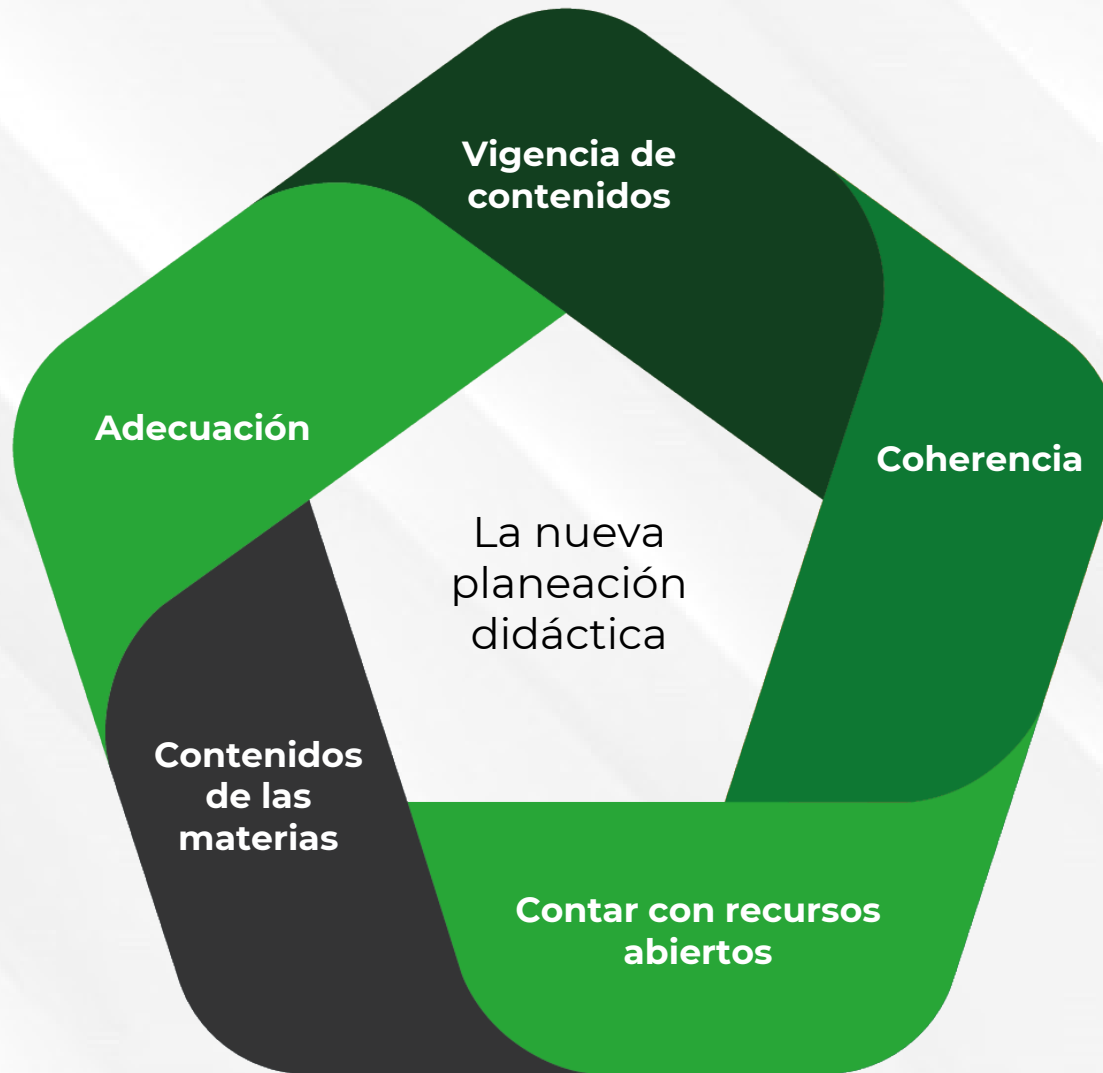 Vigencia de
contenidos
Adecuación
Coherencia
La nueva
planeación
didáctica
Contenidos
de las
materias
Contar con recursos
abiertos